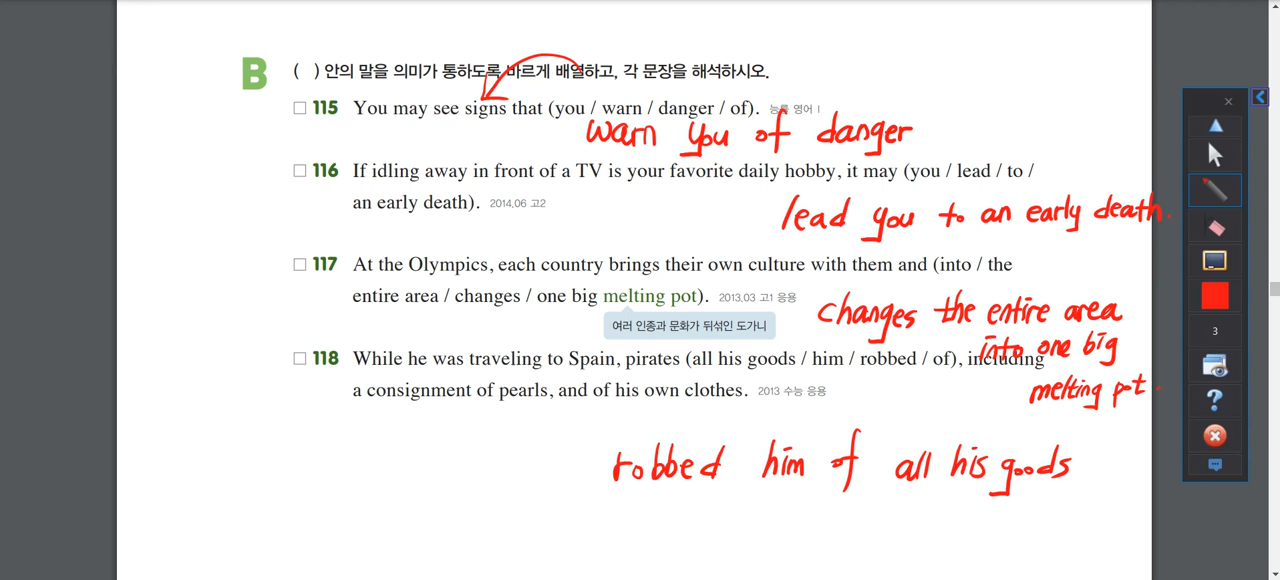 B ( ) 안의 말을 의미가 통하도록 바르게 배열하고, 각 문장을 해석하시오.
115 You may see signs that (you / warn / danger / of). 능률 영어 I
warn you of danger
116 If idling away in front of a TV is your favorite daily hobby, it may (you / lead / to /
an early death). 2014.06 고2
lead you to an early death.
117 At the Olympics, each country brings their own culture with them and (into / the
entire area / changes / one big melting pot). 2013.03 고1 응용
여러 인종과 문화가 뒤섞인 도가니
changes the entire area
into one big
melting pot.
118 While he was traveling to Spain, pirates (all his goods / him / robbed / of), including
a consignment of pearls, and of his own clothes. 2013 수능 응용
robbed him of all his goods
3